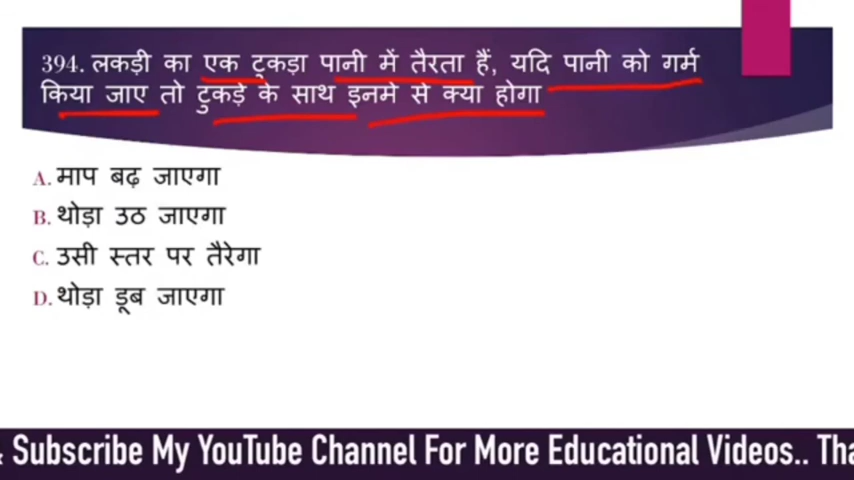 394. लकड़ी का एक टुकड़ा पानी में तैरता हैं, यदि पानी को गर्म
किया जाए तो टुकड़े के साथ इनमे से क्या होगा
A. माप बढ़ जाएगा
B. थोड़ा उठ जाएगा
C. उसी स्तर पर तैरेगा
D. थोड़ा डूब जाएगा
Subscribe My YouTube Channel For More Educational Videos..